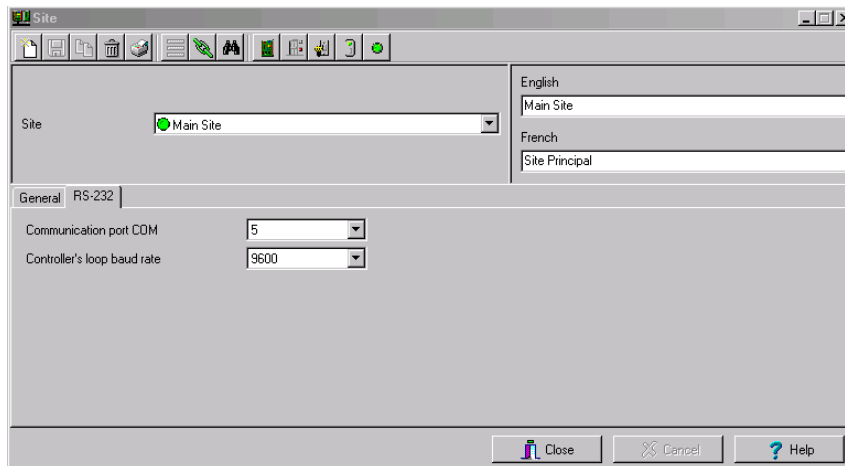 Site
English
Main Site
Site
Main Site
French
Site Principal
General RS-232
Communication port COM 5
Controller's loop baud rate 9600
Close Cancel ? Help